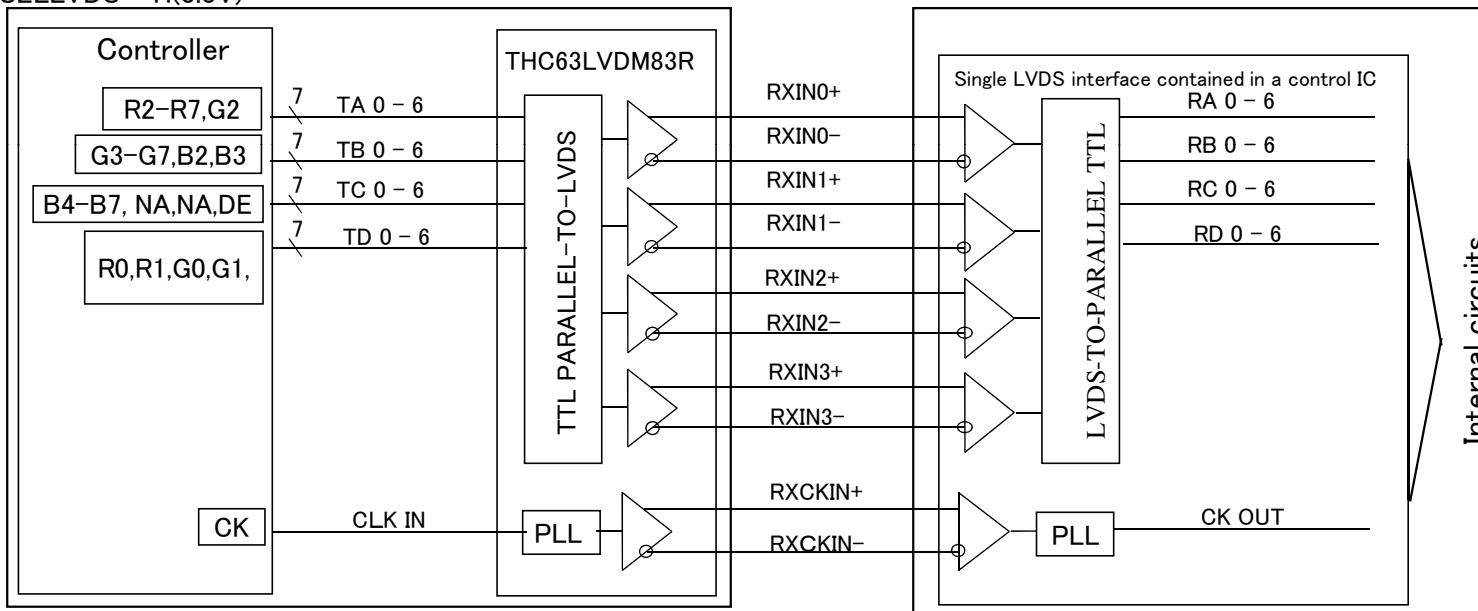 Controller
THC63LVDM83R
Single LVDS interface contained in a control IC
R2-R7,G2
7
TA 0 - 6
RXIN0+
RA 0 - 6
G3-G7,B2,B3
7
TB 0 - 6
RXIN0-
RB 0 - 6
B4-B7, NA,NA,DE
7
TC 0 - 6
RXIN1+
RC 0 - 6
R0,R1,G0,G1,
7
TD 0 - 6
RXIN1-
RD 0 - 6
TTL PARALLEL-TO-LVDS
RXIN2+
RXIN2-
RXIN3+
RXIN3-
LVDS-TO-PARALLEL TTL
Internal circuits
CK
CLK IN
PLL
RXCKIN+
RXCKIN-
PLL
CK OUT